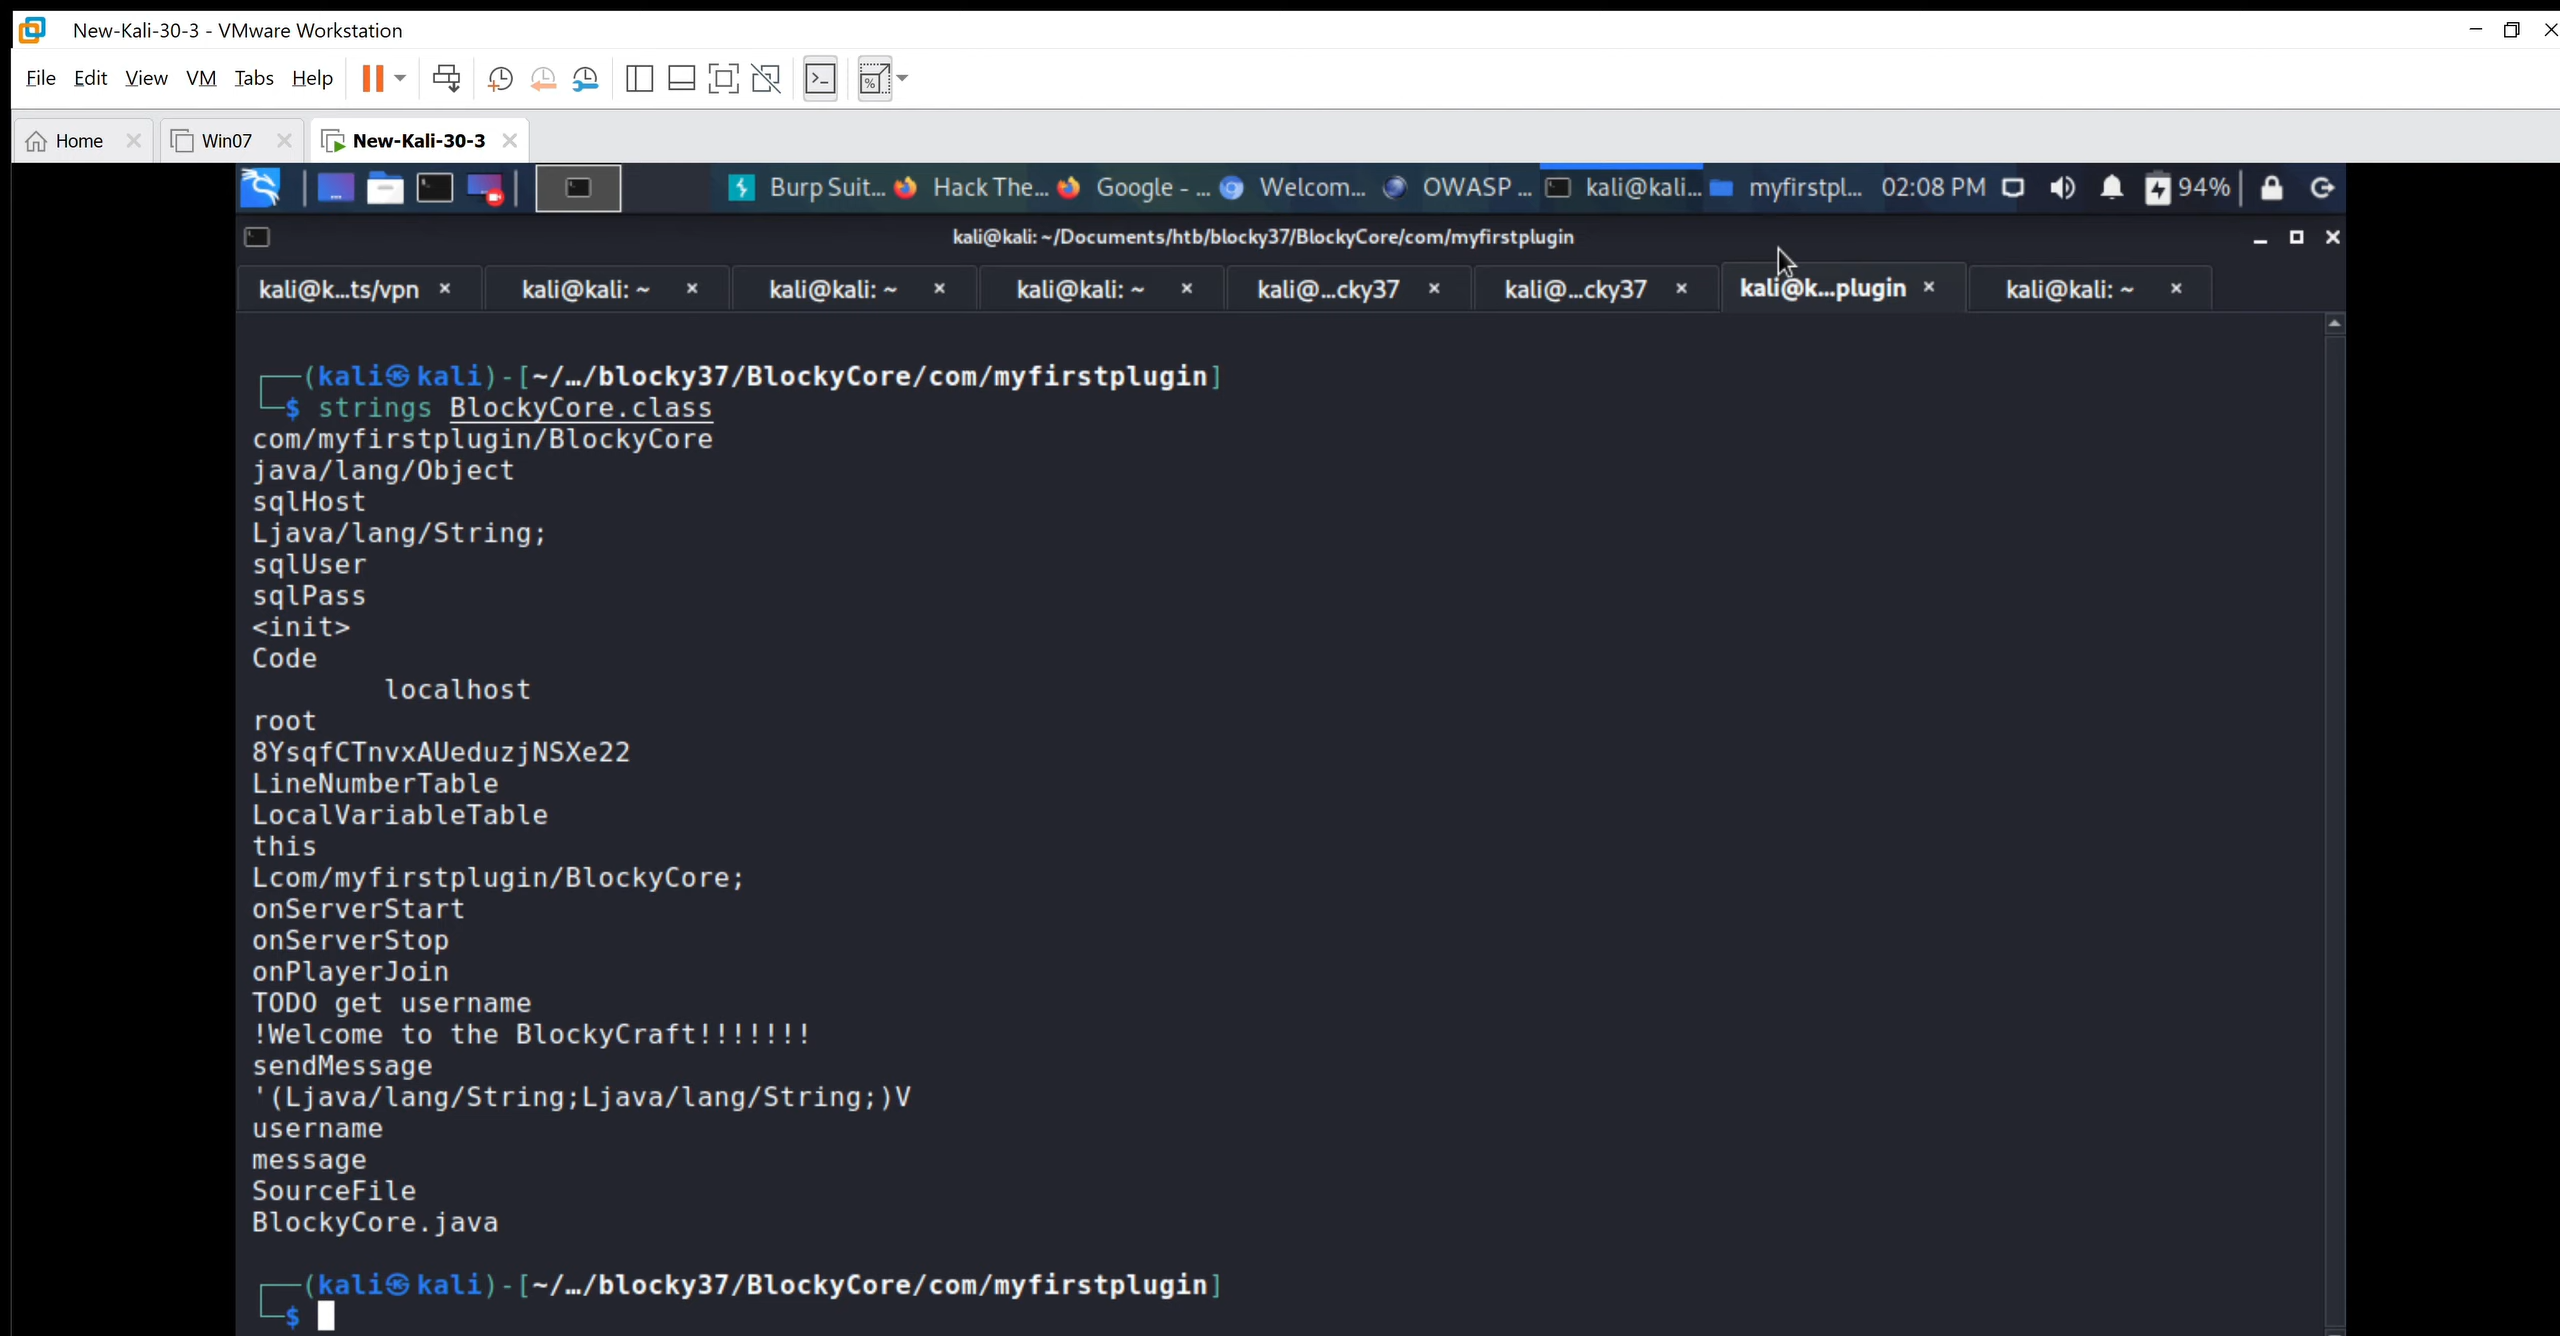 New-Kali-30-3 - VMware Workstation
File Edit View VM Tabs Help
Home Win07 New-Kali-30-3
Burp Suit... Hack The... Google - ... Welcom... OWASP ... kali@kali... myfirstpl... 02:08 PM 94%
kali@kali: ~/Documents/htb/blocky37/BlockyCore/com/myfirstplugin
kali@k...ts/vpn kali@kali: ~ kali@kali: ~ kali@kali: ~ kali@...cky37 kali@...cky37 kali@k...plugin kali@kali: ~
(kali㉿kali)-[~/…/blocky37/BlockyCore/com/myfirstplugin]
$ strings BlockyCore.class
com/myfirstplugin/BlockyCore
java/lang/Object
sqlHost
Ljava/lang/String;
sqlUser
sqlPass
<init>
Code
localhost
root
8YsqfCTnvxAUeduzjNSXe22
LineNumberTable
LocalVariableTable
this
Lcom/myfirstplugin/BlockyCore;
onServerStart
onServerStop
onPlayerJoin
TODO get username
!Welcome to the BlockyCraft!!!!!!!
sendMessage
'(Ljava/lang/String;Ljava/lang/String;)V
username
message
SourceFile
BlockyCore.java
(kali㉿kali)-[~/…/blocky37/BlockyCore/com/myfirstplugin]
$